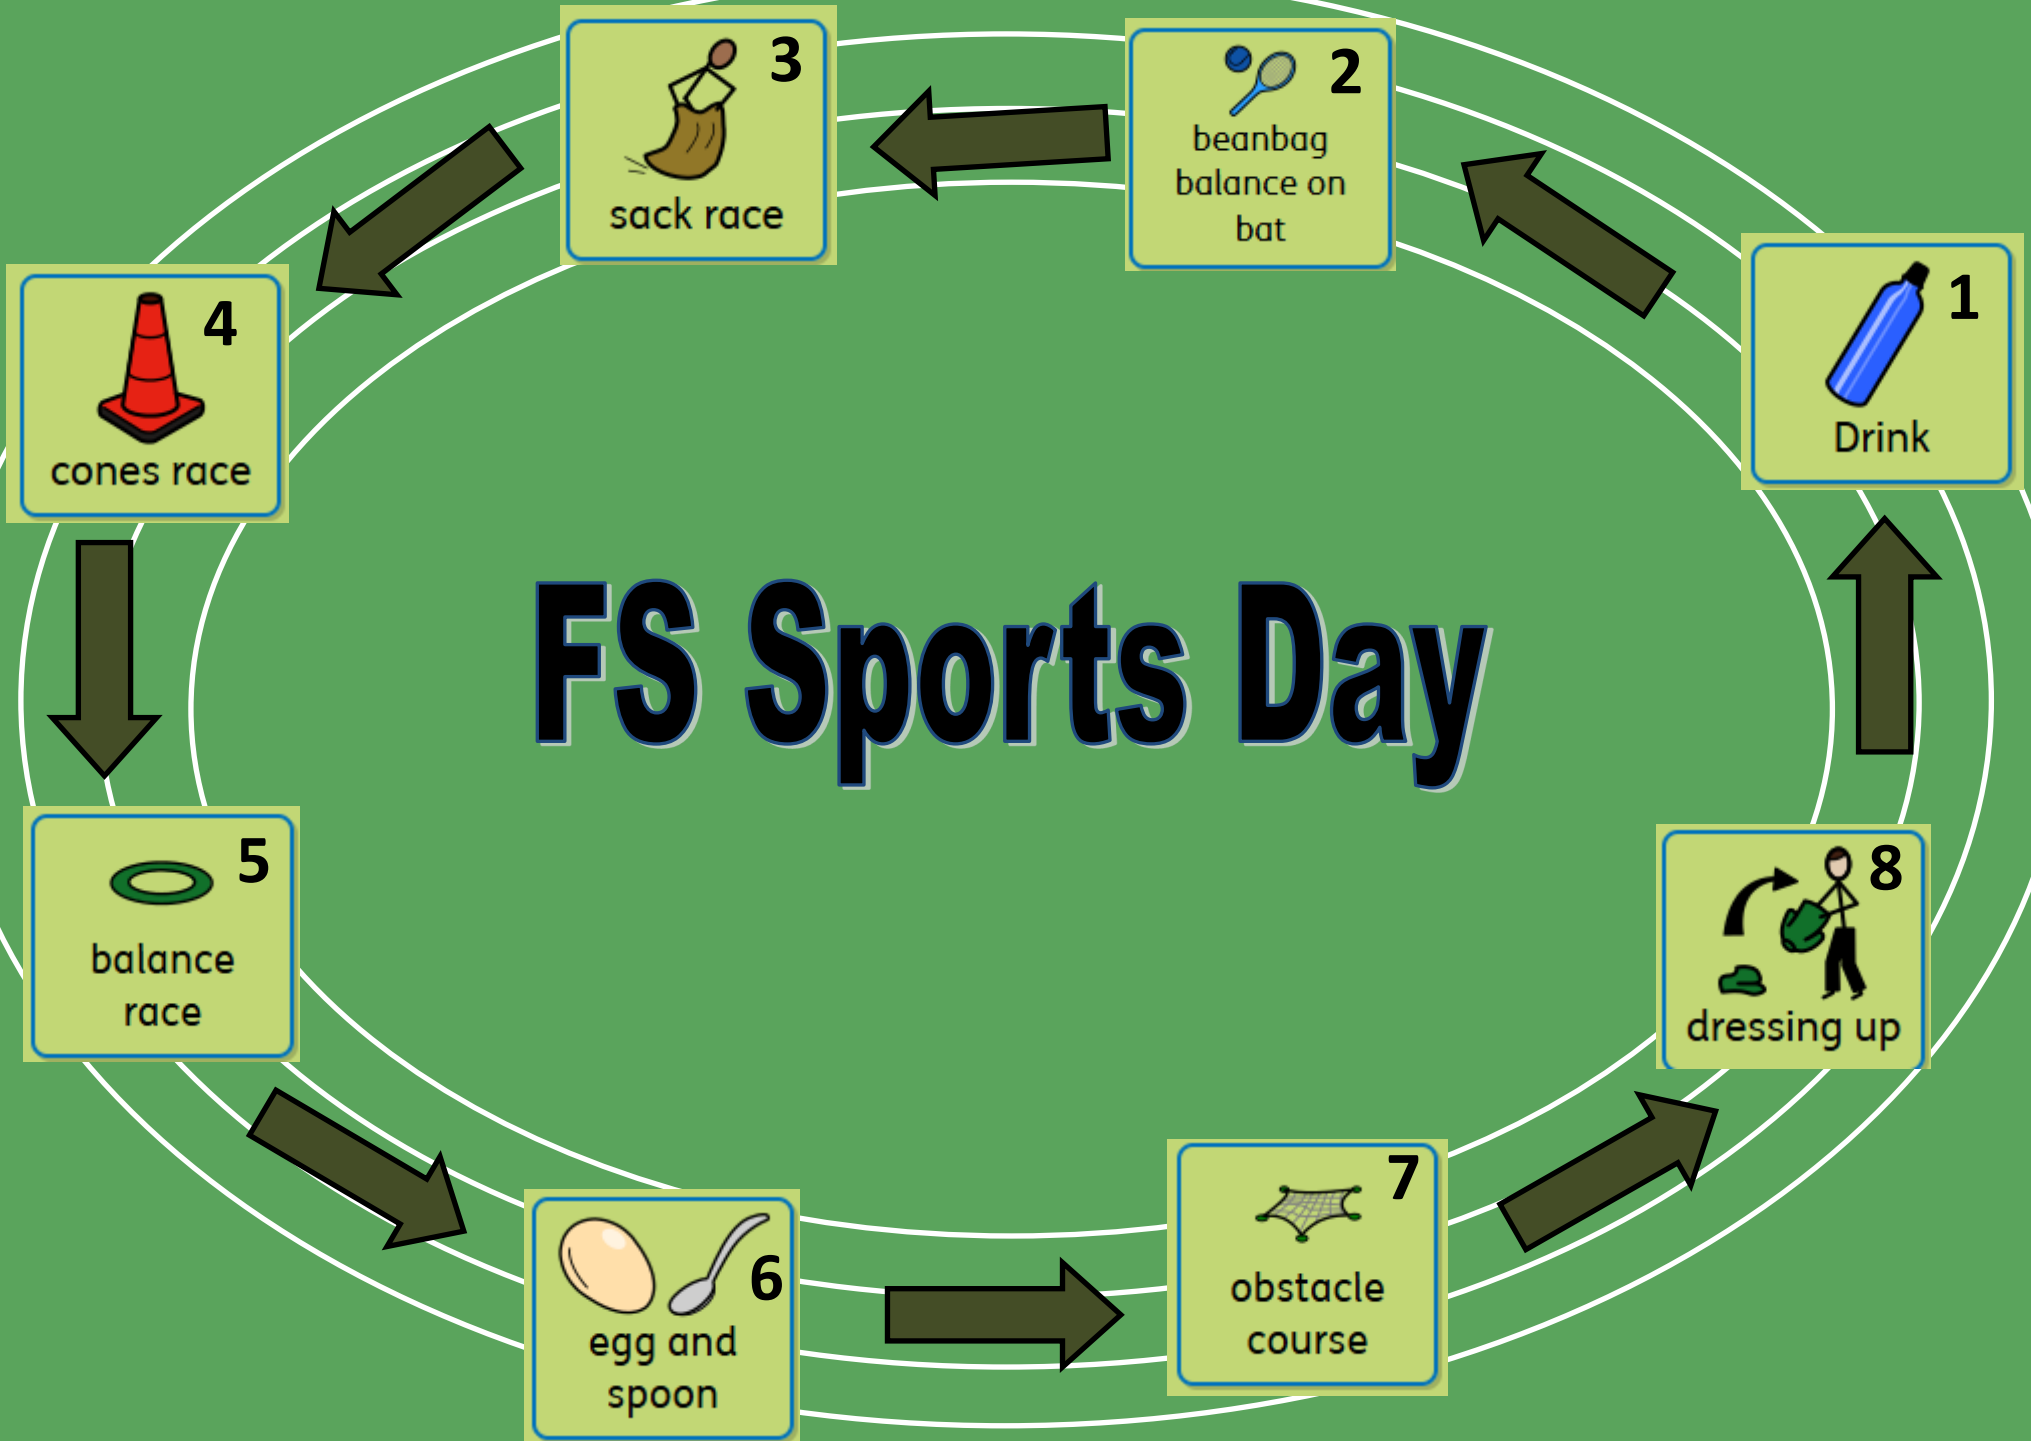 1
Drink
2
beanbag
balance on
bat
3
sack race
4
cones race
5
balance
race
6
egg and
spoon
7
obstacle
course
8
dressing up
FS Sports Day